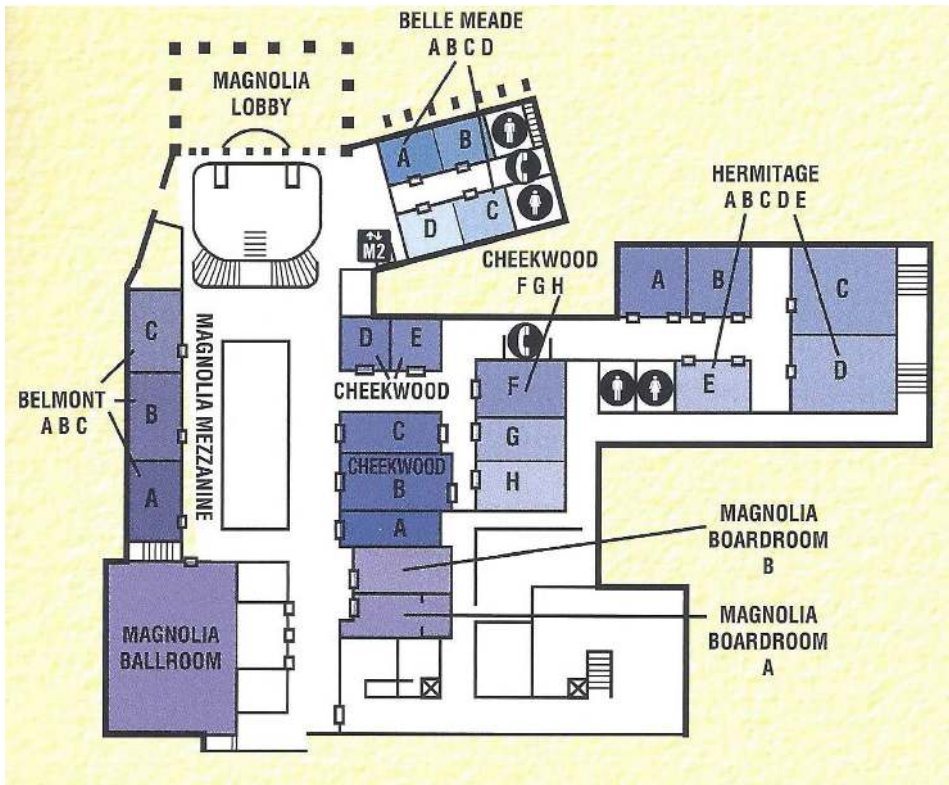 BELLE MEADE
A B C D
MAGNOLIA
LOBBY
A
B
D
C
M2
HERMITAGE
A B C D E
CHEEKWOOD
F G H
A
B
C
D
E
C
B
A
BELMONT
A B C
MAGNOLIA MEZZANINE
D
E
CHEEKWOOD
C
CHEEKWOOD
B
A
F
G
H
MAGNOLIA
BOARDROOM
B
MAGNOLIA
BOARDROOM
A
MAGNOLIA
BALLROOM